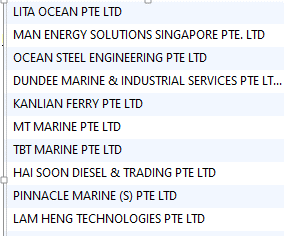 LITA OCEAN PTE LTD
MAN ENERGY SOLUTIONS SINGAPORE PTE. LTD
OCEAN STEEL ENGINEERING PTE LTD
DUNDEE MARINE & INDUSTRIAL SERVICES PTE LT...
KANLIAN FERRY PTE LTD
MT MARINE PTE LTD
TBT MARINE PTE LTD
HAI SOON DIESEL & TRADING PTE LTD
PINNACLE MARINE (S) PTE LTD
LAM HENG TECHNOLOGIES PTE LTD